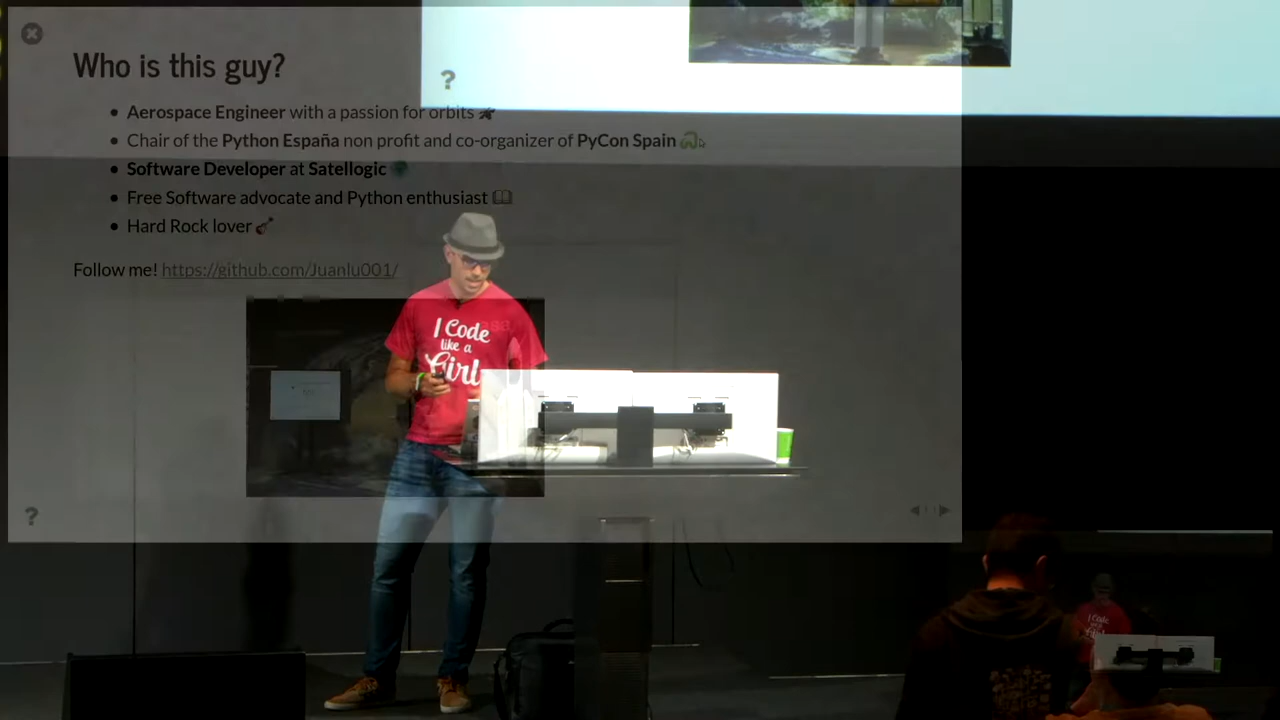 Who is this guy?
?
• Aerospace Engineer with a passion for orbits
• Chair of the Python España non profit and co-organizer of PyCon Spain
• Software Developer at Satellogic
• Free Software advocate and Python enthusiast
• Hard Rock lover
Follow me! https://github.com/Juanlu001/
I Code
like a
Girl
?
I Code